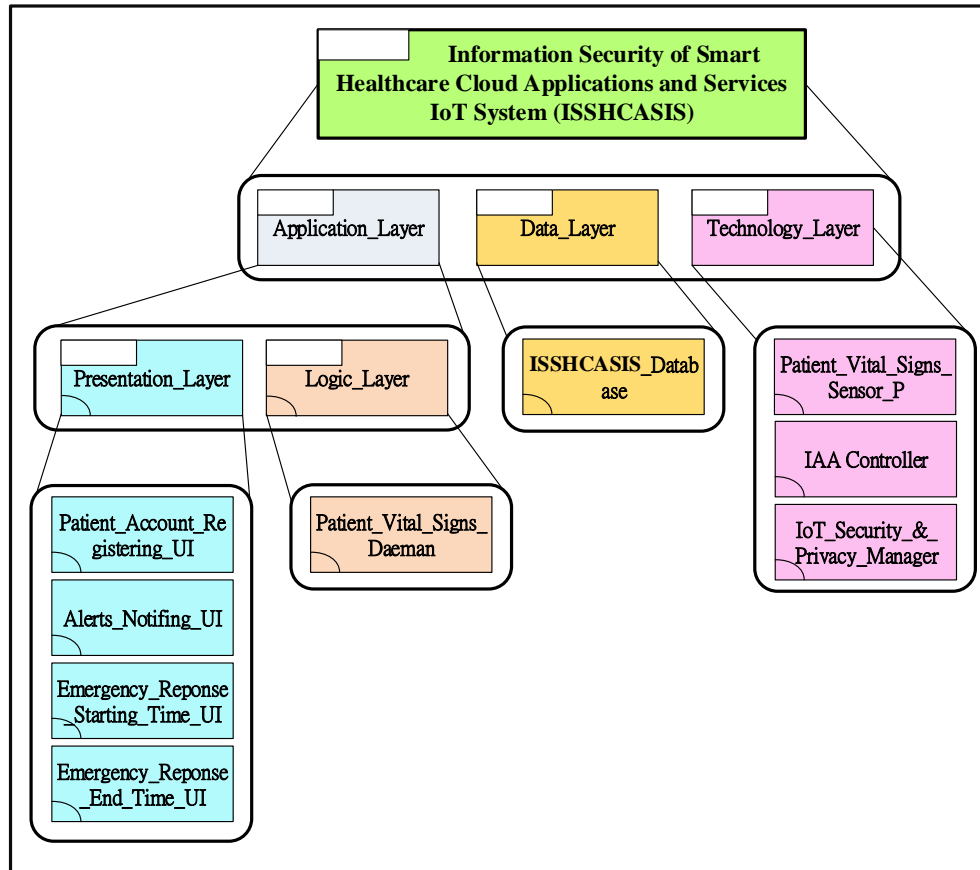 Information Security of Smart
Healthcare Cloud Applications and Services
IoT System (ISSHCASIS)
Application_Layer
Data_Layer
Technology_Layer
Presentation_Layer
Logic_Layer
ISSHCASIS_Datab
ase
Patient_Vital_Signs_
Sensor_P
IAA Controller
IoT_Security_&_
Privacy_Manager
Patient_Account_Re
gistering_UI
Alerts_Notifing_UI
Emergency_Reponse
_Starting_Time_UI
Emergency_Reponse
_End_Time_UI
Patient_Vital_Signs_
Daeman